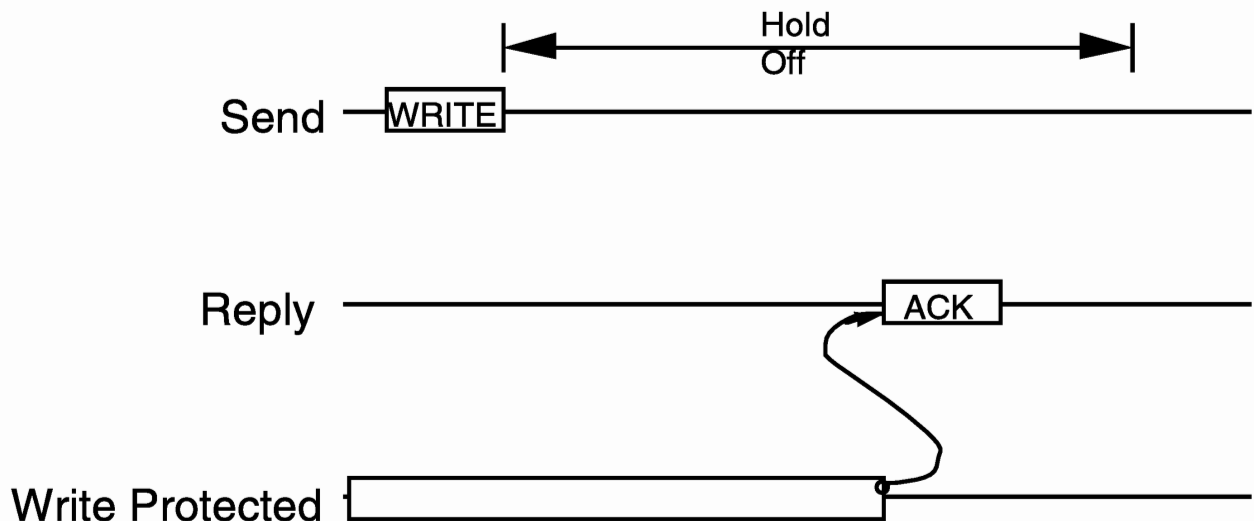 Hold
Off
Send
WRITE
Reply
ACK
Write Protected